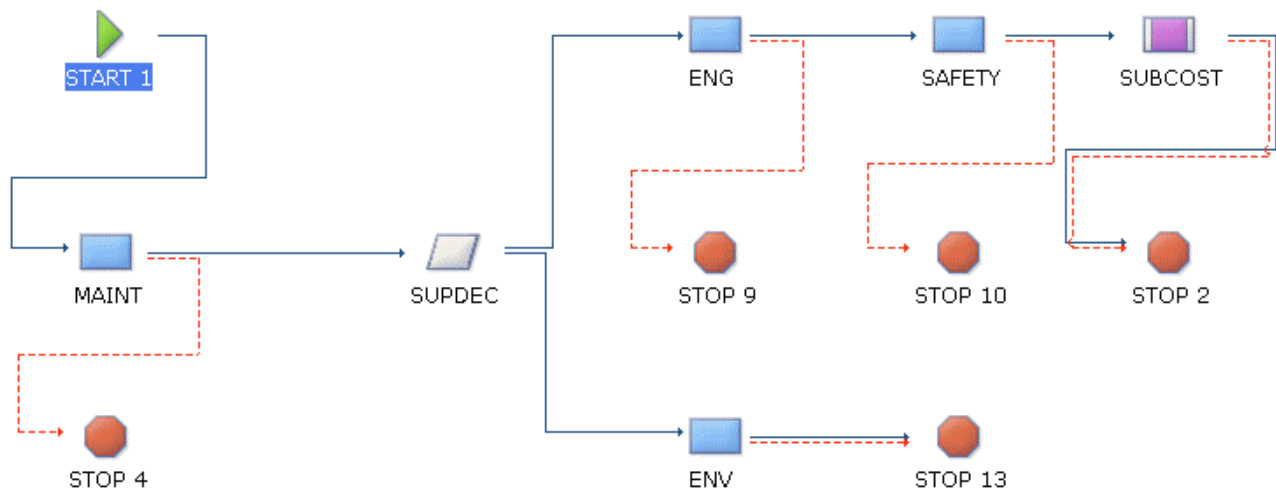 START 1
ENG
SAFETY
SUBCOST
MAINT
SUPDEC
STOP 9
STOP 10
STOP 2
STOP 4
ENV
STOP 13